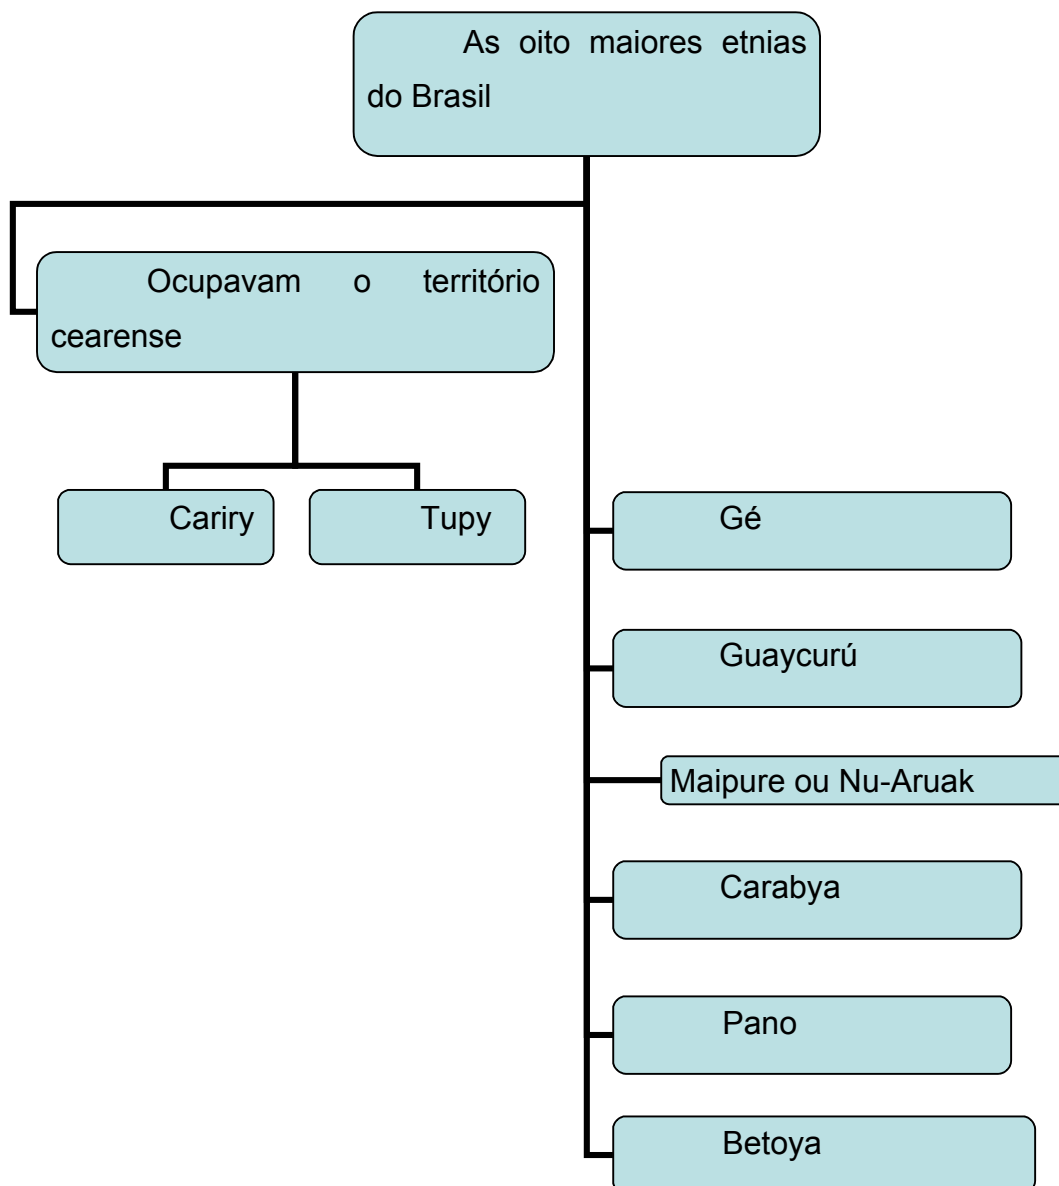 As oito maiores etnias
do Brasil
Ocupavam o território
cearense
Cariry
Tupy
Gé
Guaycurú
Maipure ou Nu-Aruak
Carabya
Pano
Betoya